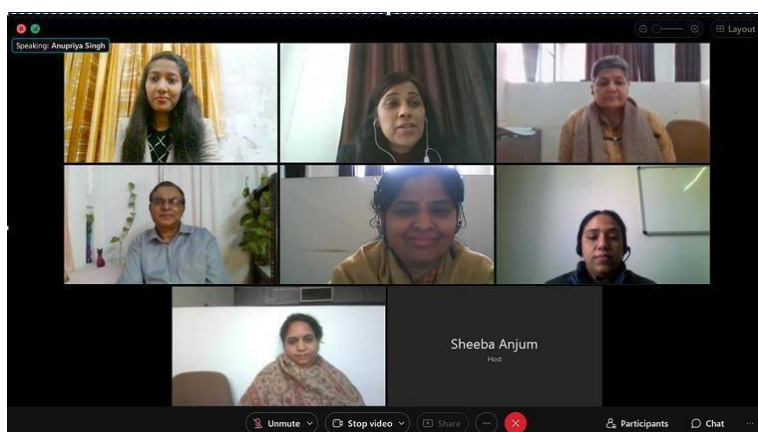 Layout
Speaking: Anupriya Singh
Sheeba Anjum
Host
Unmute
Stop video
Share
Participants
Chat